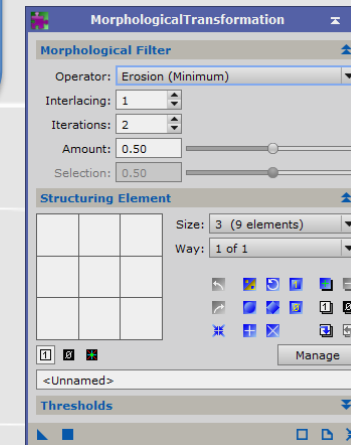 MorphologicalTransformation
Morphological Filter
Operator: Erosion (Minimum)
Interlacing: 1
Iterations: 2
Amount: 0.50
Selection: 0.50
Structuring Element
Size: 3 (9 elements)
Way: 1 of 1
Manage
<Unnamed>
Thresholds